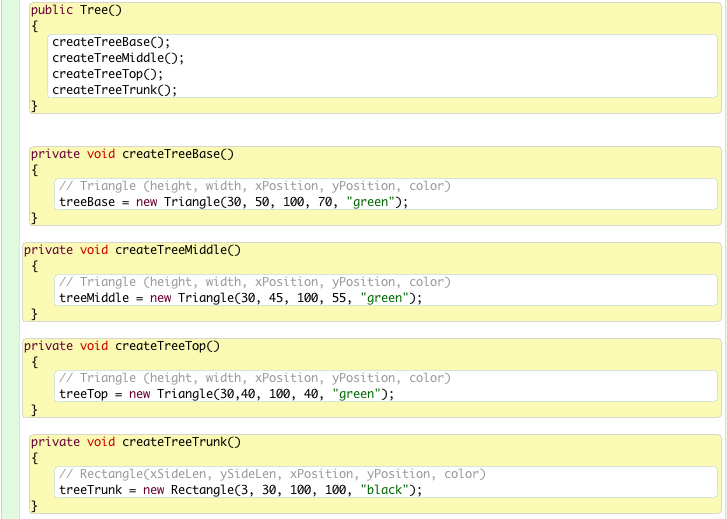 public Tree()
{
createTreeBase();
createTreeMiddle();
createTreeTop();
createTreeTrunk();
}
private void createTreeBase()
{
// Triangle (height, width, xPosition, yPosition, color)
treeBase = new Triangle(30, 50, 100, 70, "green");
}
private void createTreeMiddle()
{
// Triangle (height, width, xPosition, yPosition, color)
treeMiddle = new Triangle(30, 45, 100, 55, "green");
}
private void createTreeTop()
{
// Triangle (height, width, xPosition, yPosition, color)
treeTop = new Triangle(30,40, 100, 40, "green");
}
private void createTreeTrunk()
{
// Rectangle(xSideLen, ySideLen, xPosition, yPosition, color)
treeTrunk = new Rectangle(3, 30, 100, 100, "black");
}